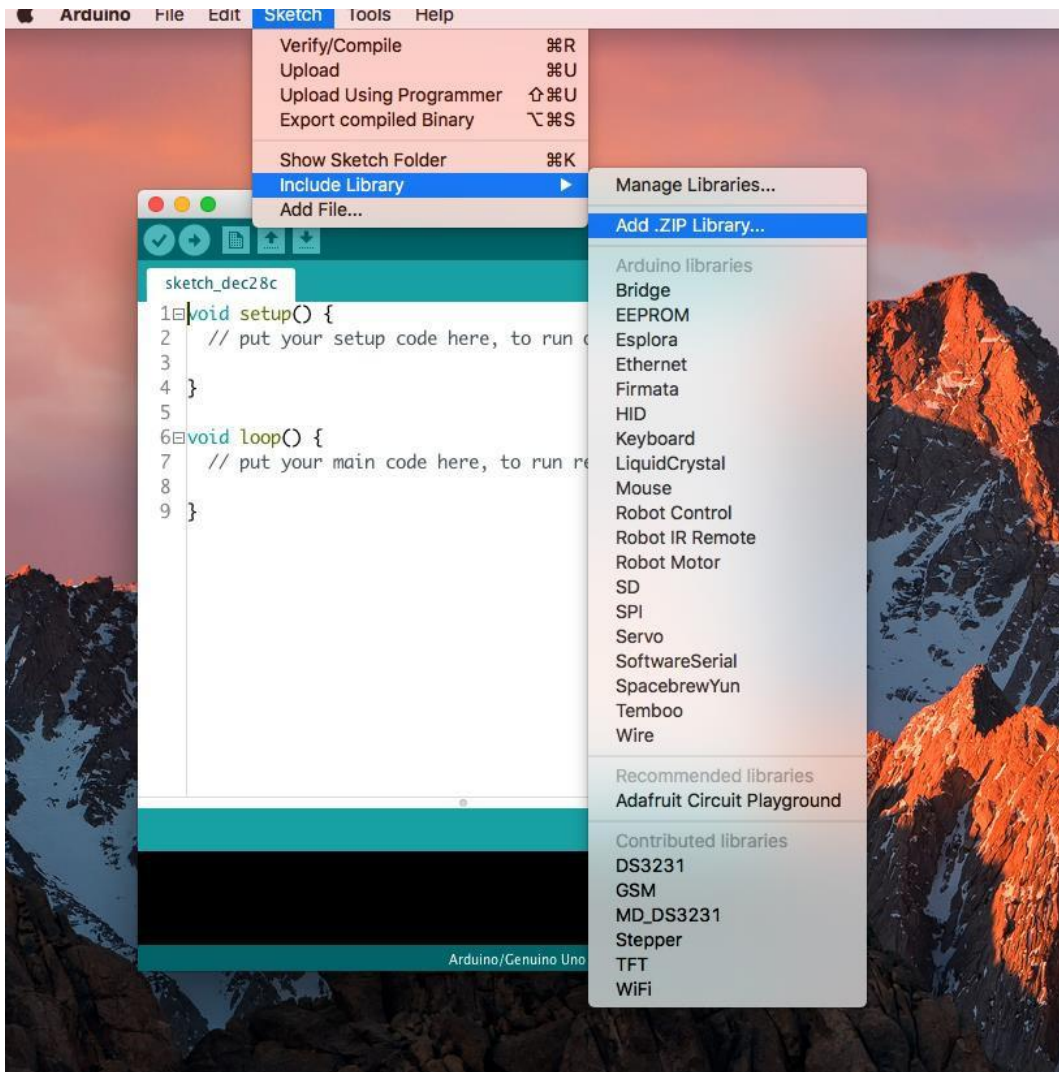 Arduino File Edit Sketch Tools Help
Verify/Compile ⌘R
Upload ⌘U
Upload Using Programmer ⇧⌘U
Export compiled Binary ⌥⌘S
Show Sketch Folder ⌘K
Include Library ▶
Add File...
Manage Libraries...
Add .ZIP Library...
Arduino libraries
Bridge
EEPROM
Esplora
Ethernet
Firmata
HID
Keyboard
LiquidCrystal
Mouse
Robot Control
Robot IR Remote
Robot Motor
SD
SPI
Servo
SoftwareSerial
SpacebrewYun
Temboo
Wire
Recommended libraries
Adafruit Circuit Playground
Contributed libraries
DS3231
GSM
MD_DS3231
Stepper
TFT
WiFi
sketch_dec28c
1 void setup() {
2 // put your setup code here, to run
3
4 }
5
6 void loop() {
7 // put your main code here, to run
8
9 }
Arduino/Genuino Uno